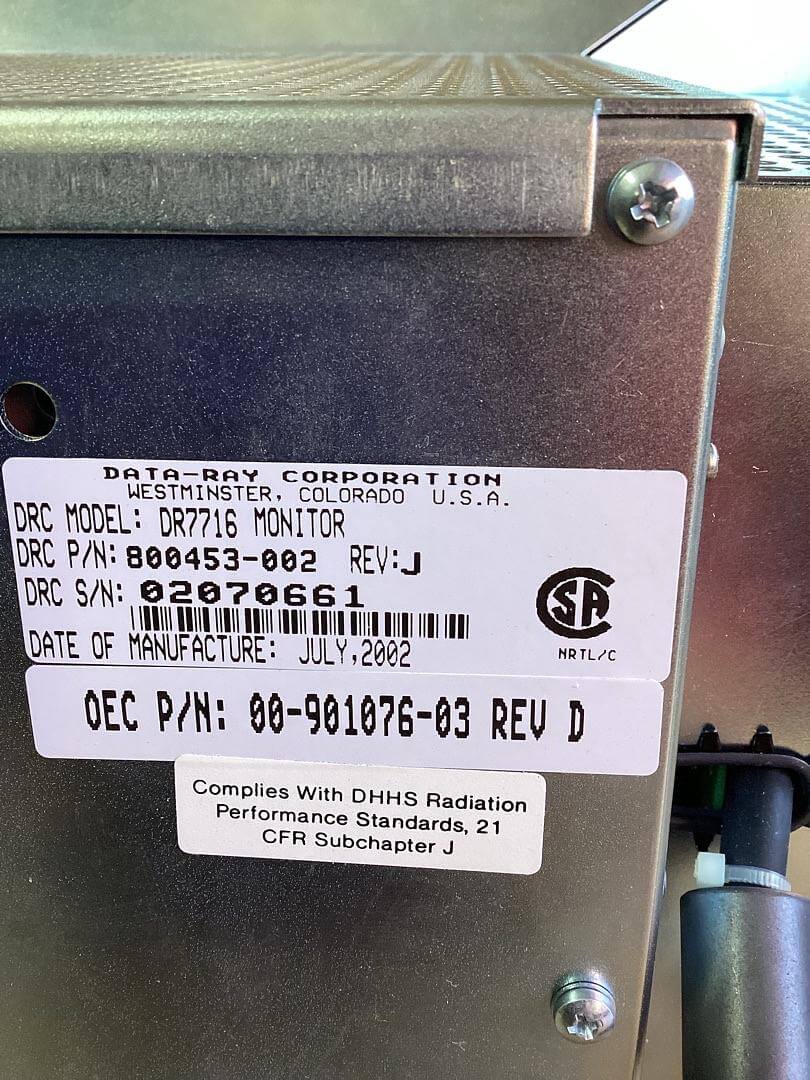 DATA-RAY CORPORATION
WESTMINSTER, COLORADO U.S.A.
DRC MODEL: DR7716 MONITOR
DRC P/N: 800453-002 REV:J
DRC S/N: 02070661
DATE OF MANUFACTURE: JULY,2002
SA
NRTL/C
OEC P/N: 00-901076-03 REV D
Complies With DHHS Radiation
Performance Standards, 21
CFR Subchapter J